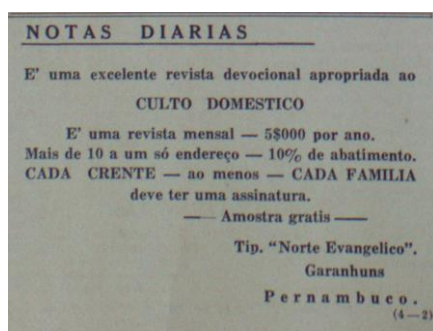 NOTAS DIARIAS
E' uma excelente revista devocional apropriada ao
CULTO DOMESTICO
E' uma revista mensal — 5$000 por ano.
Mais de 10 a um só endereço — 10% de abatimento.
CADA CRENTE — ao menos — CADA FAMILIA
deve ter uma assinatura.
—— Amostra gratis ——
Tip. "Norte Evangelico".
Garanhuns
Pernambuco.
(4—2)